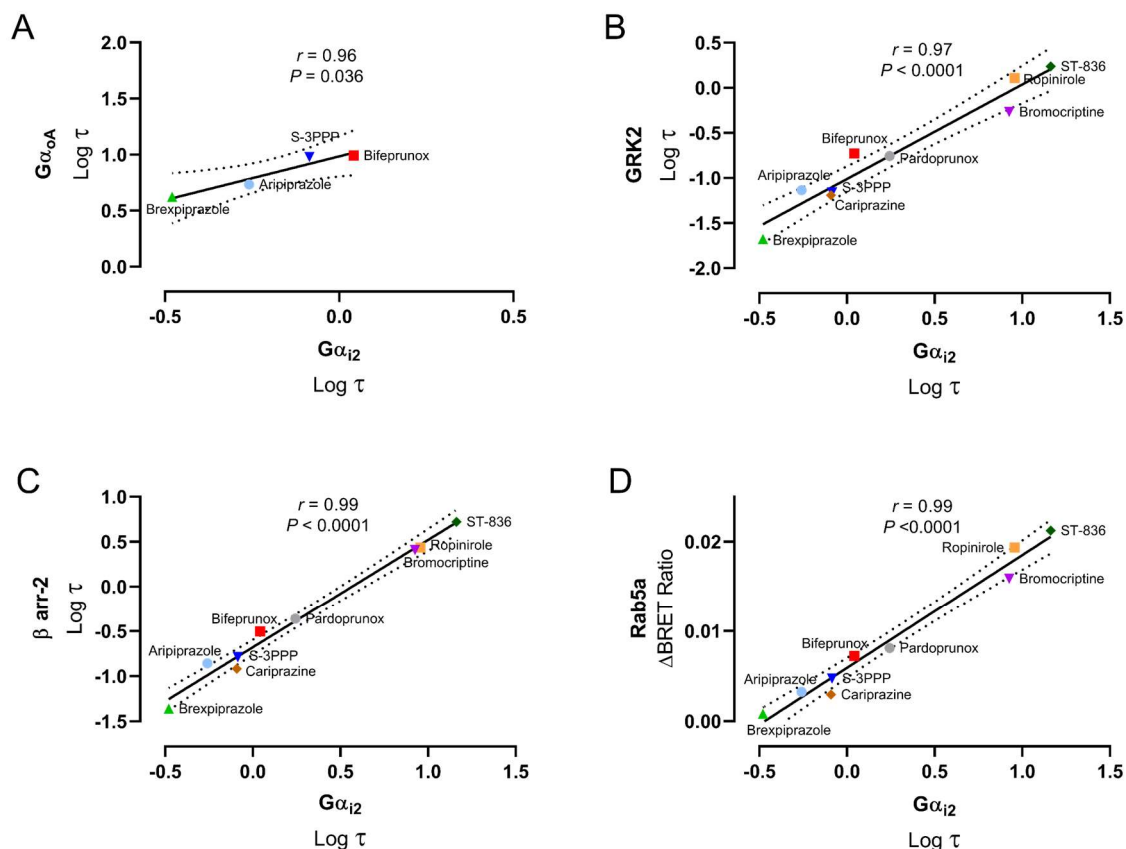 A
r = 0.96
P = 0.036
Gα_oA
Log τ
2.0
1.5
1.0
0.5
0.0
S-3PPP
Bifeprunox
Aripiprazole
Brexpiprazole
-0.5
0.0
0.5
Gα_i2
Log τ
B
r = 0.97
P < 0.0001
GRK2
Log τ
0.5
0.0
-0.5
-1.0
-1.5
-2.0
ST-836
Ropinirole
Bromocriptine
Bifeprunox
Pardoprunox
Aripiprazole
S-3PPP
Cariprazine
Brexpiprazole
-0.5
0.0
0.5
1.0
1.5
Gα_i2
Log τ
C
r = 0.99
P < 0.0001
β arr-2
Log τ
1.0
0.5
0.0
-0.5
-1.0
-1.5
ST-836
Ropinirole
Bromocriptine
Bifeprunox
Pardoprunox
Aripiprazole
S-3PPP
Cariprazine
Brexpiprazole
-0.5
0.0
0.5
1.0
1.5
Gα_i2
Log τ
D
r = 0.99
P <0.0001
Rab5a
ΔBRET Ratio
0.02
0.01
0.00
ST-836
Ropinirole
Bromocriptine
Bifeprunox
Pardoprunox
Aripiprazole
S-3PPP
Cariprazine
Brexpiprazole
-0.5
0.0
0.5
1.0
1.5
Gα_i2
Log τ